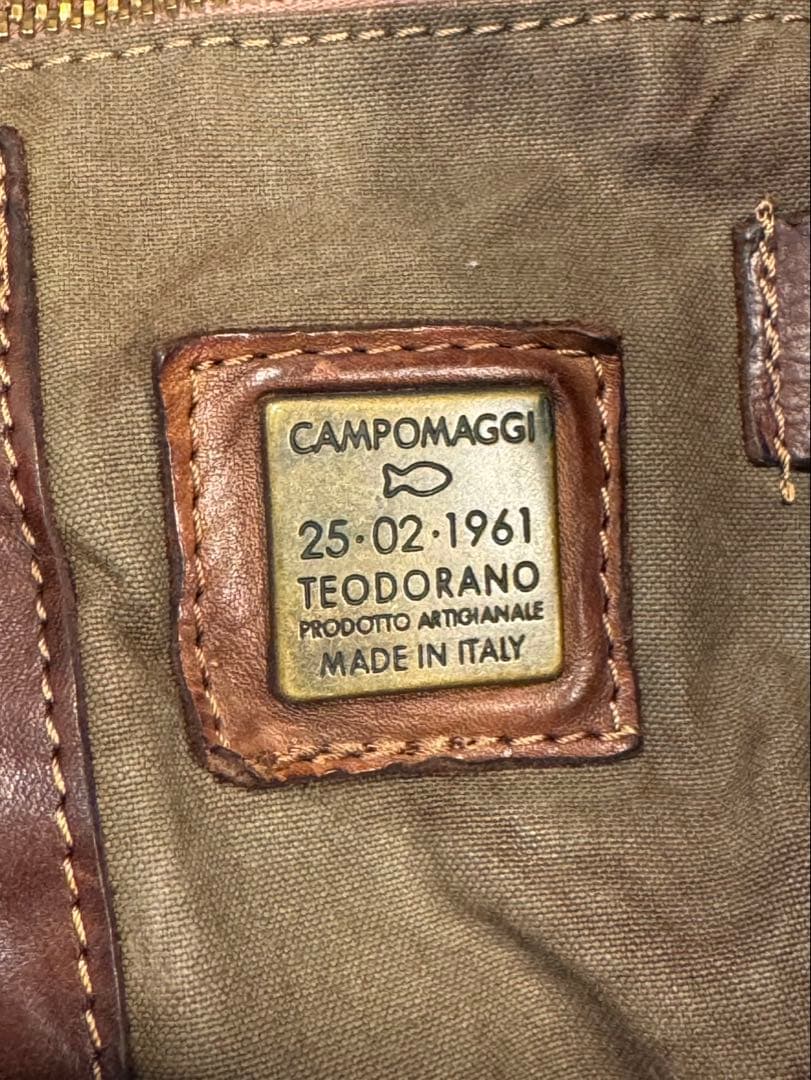 CAMPOMAGGI
25·02·1961
TEODORANO
PRODOTTO ARTIGIANALE
MADE IN ITALY